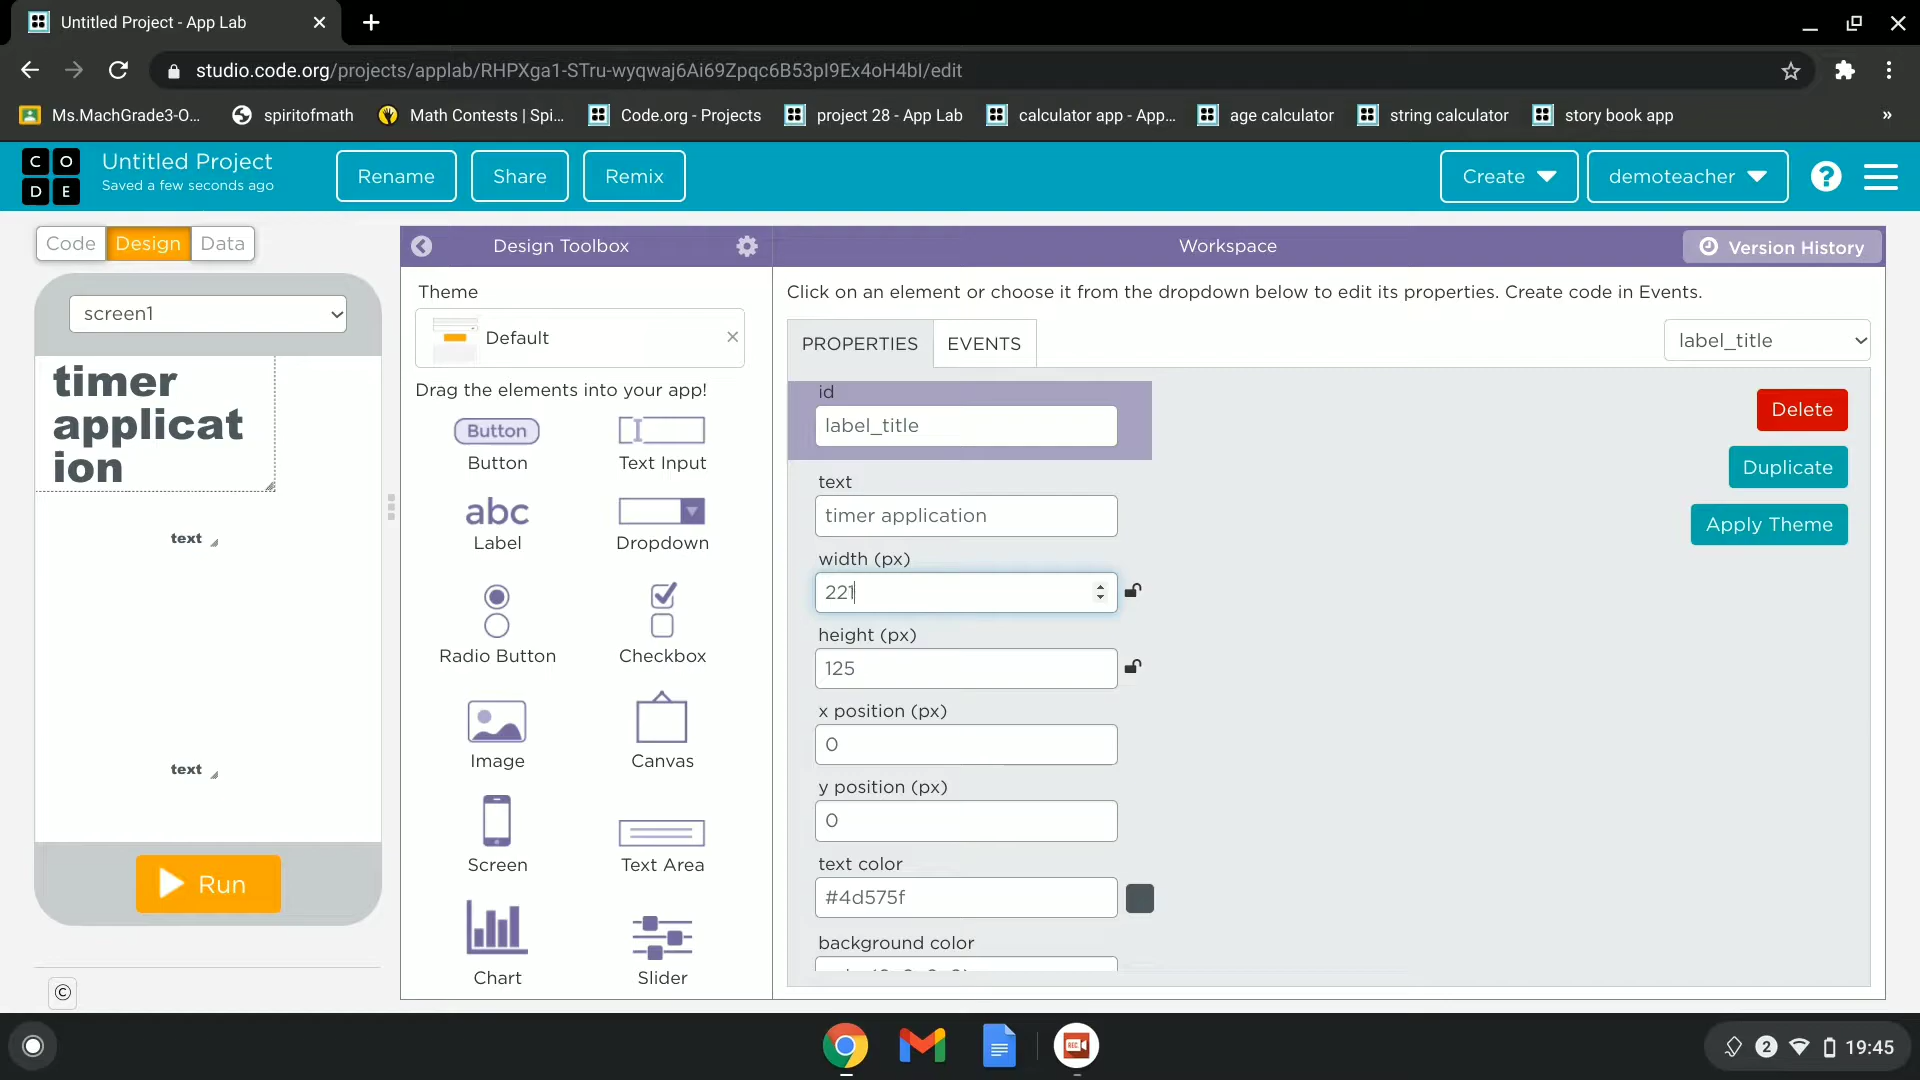 Untitled Project - App Lab
studio.code.org/projects/applab/RHPXga1-STru-wyqwaj6Ai69Zpqc6B53pI9Ex4oH4bI/edit
Ms.MachGrade3-O...
spiritofmath
Math Contests | Spi...
Code.org - Projects
project 28 - App Lab
calculator app - App...
age calculator
string calculator
story book app
»
C O
D E
Untitled Project
Saved a few seconds ago
Rename
Share
Remix
Create
demoteacher
?
Code
Design
Data
screen1
timer
applicat
ion
text
text
Run
©
Design Toolbox
Theme
Default
Drag the elements into your app!
Button
Button
Text Input
abc
Label
Dropdown
Radio Button
Checkbox
Image
Canvas
Screen
Text Area
Chart
Slider
Workspace
Version History
Click on an element or choose it from the dropdown below to edit its properties. Create code in Events.
PROPERTIES
EVENTS
label_title
id
label_title
text
timer application
width (px)
221
height (px)
125
x position (px)
0
y position (px)
0
text color
#4d575f
background color
Delete
Duplicate
Apply Theme
REC
2
19:45